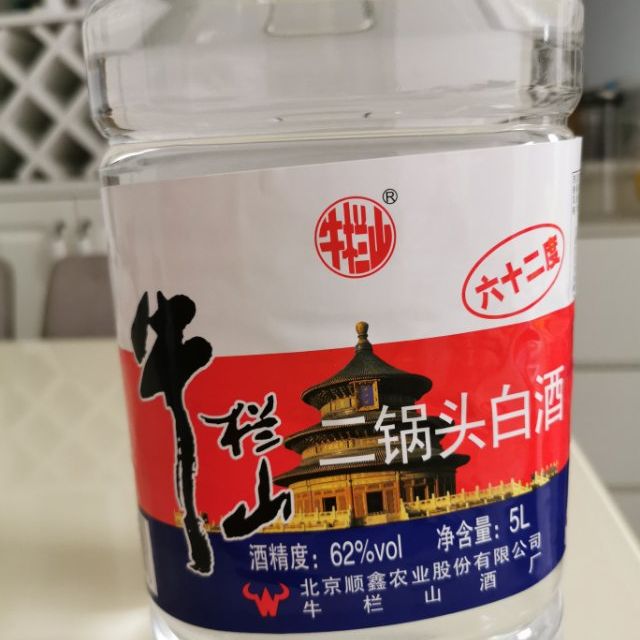 牛栏山®
六十二度
牛栏山
二锅头白酒
酒精度：62%vol 净含量：5L
北京顺鑫农业股份有限公司
牛栏山酒厂